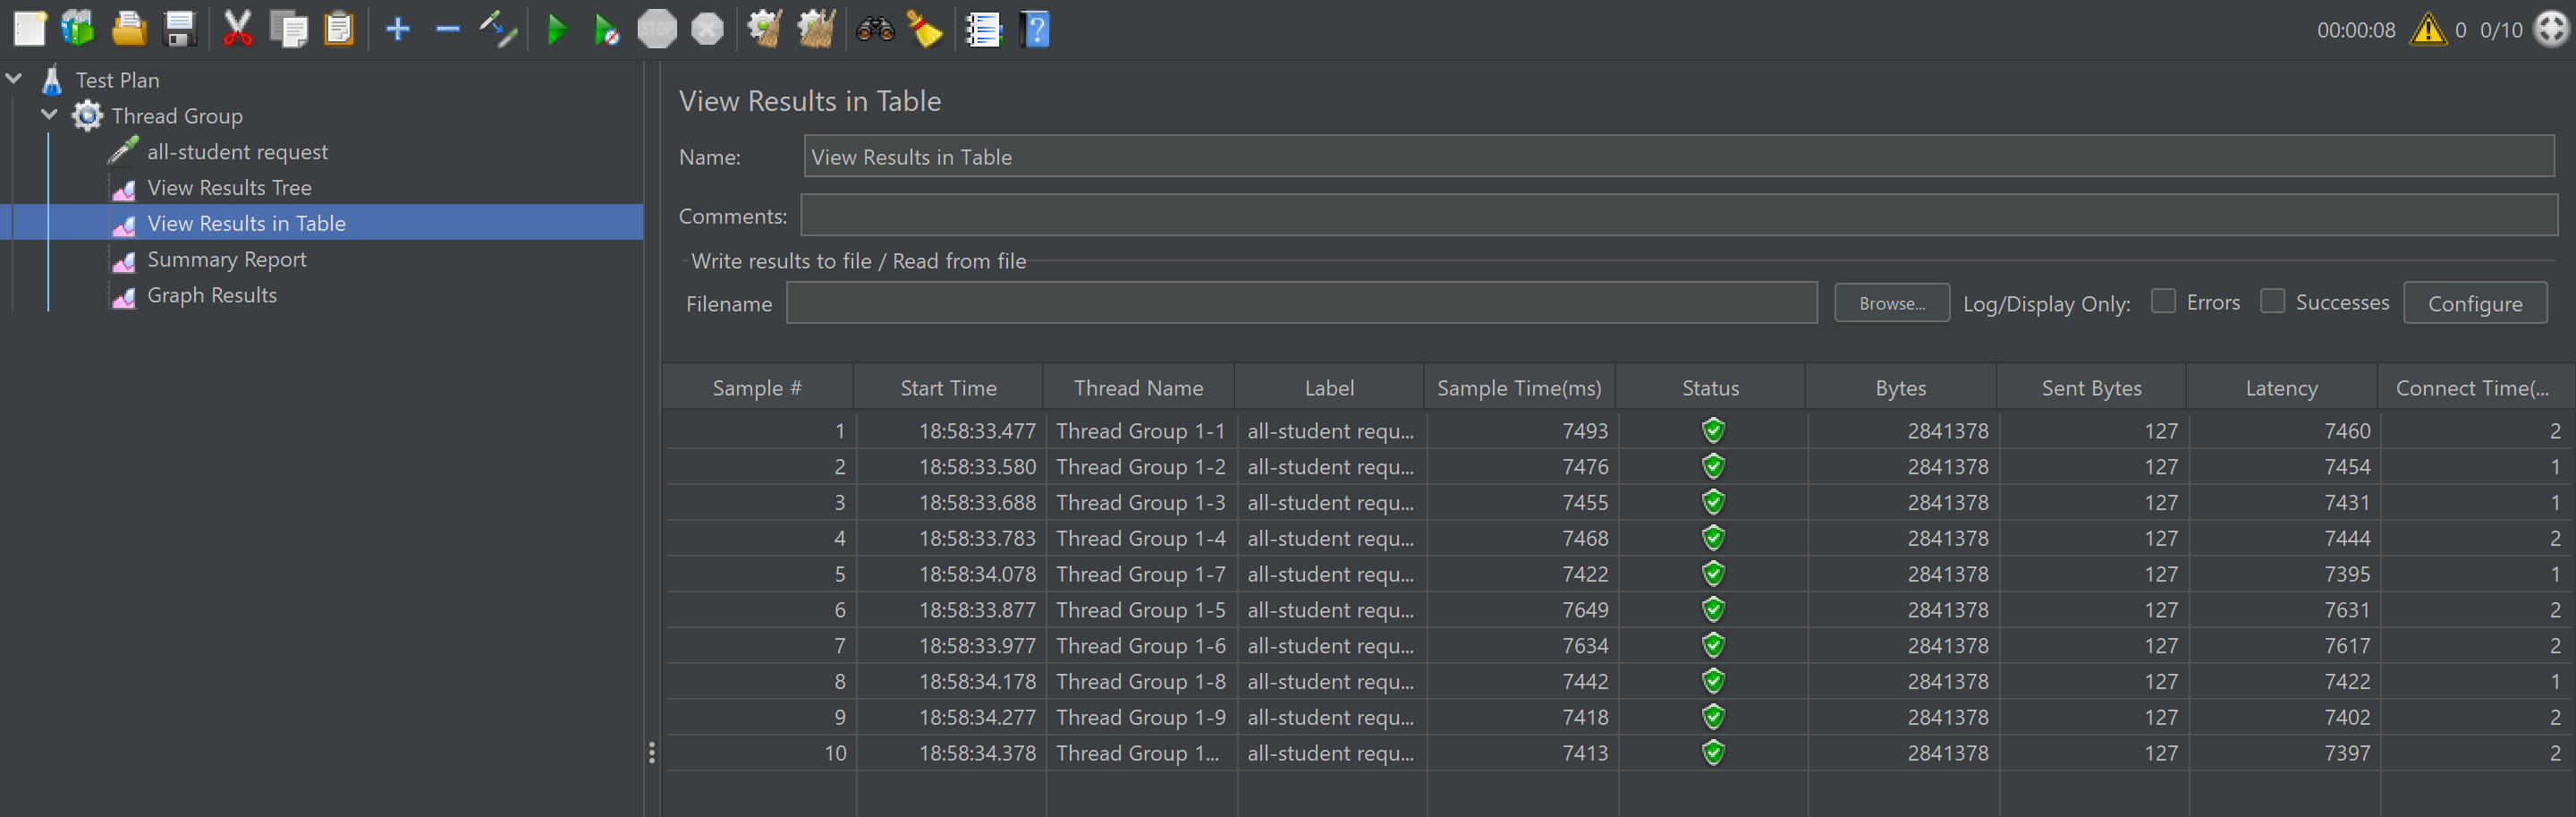 STOP
00:00:08 0 0/10
Test Plan
Thread Group
all-student request
View Results Tree
View Results in Table
Summary Report
Graph Results
View Results in Table
Name: View Results in Table
Comments:
Write results to file / Read from file
Filename Browse... Log/Display Only: Errors Successes Configure
Sample # Start Time Thread Name Label Sample Time(ms) Status Bytes Sent Bytes Latency Connect Time(...
1 18:58:33.477 Thread Group 1-1 all-student requ... 7493 2841378 127 7460 2
2 18:58:33.580 Thread Group 1-2 all-student requ... 7476 2841378 127 7454 1
3 18:58:33.688 Thread Group 1-3 all-student requ... 7455 2841378 127 7431 1
4 18:58:33.783 Thread Group 1-4 all-student requ... 7468 2841378 127 7444 2
5 18:58:34.078 Thread Group 1-7 all-student requ... 7422 2841378 127 7395 1
6 18:58:33.877 Thread Group 1-5 all-student requ... 7649 2841378 127 7631 2
7 18:58:33.977 Thread Group 1-6 all-student requ... 7634 2841378 127 7617 2
8 18:58:34.178 Thread Group 1-8 all-student requ... 7442 2841378 127 7422 1
9 18:58:34.277 Thread Group 1-9 all-student requ... 7418 2841378 127 7402 2
10 18:58:34.378 Thread Group 1... all-student requ... 7413 2841378 127 7397 2